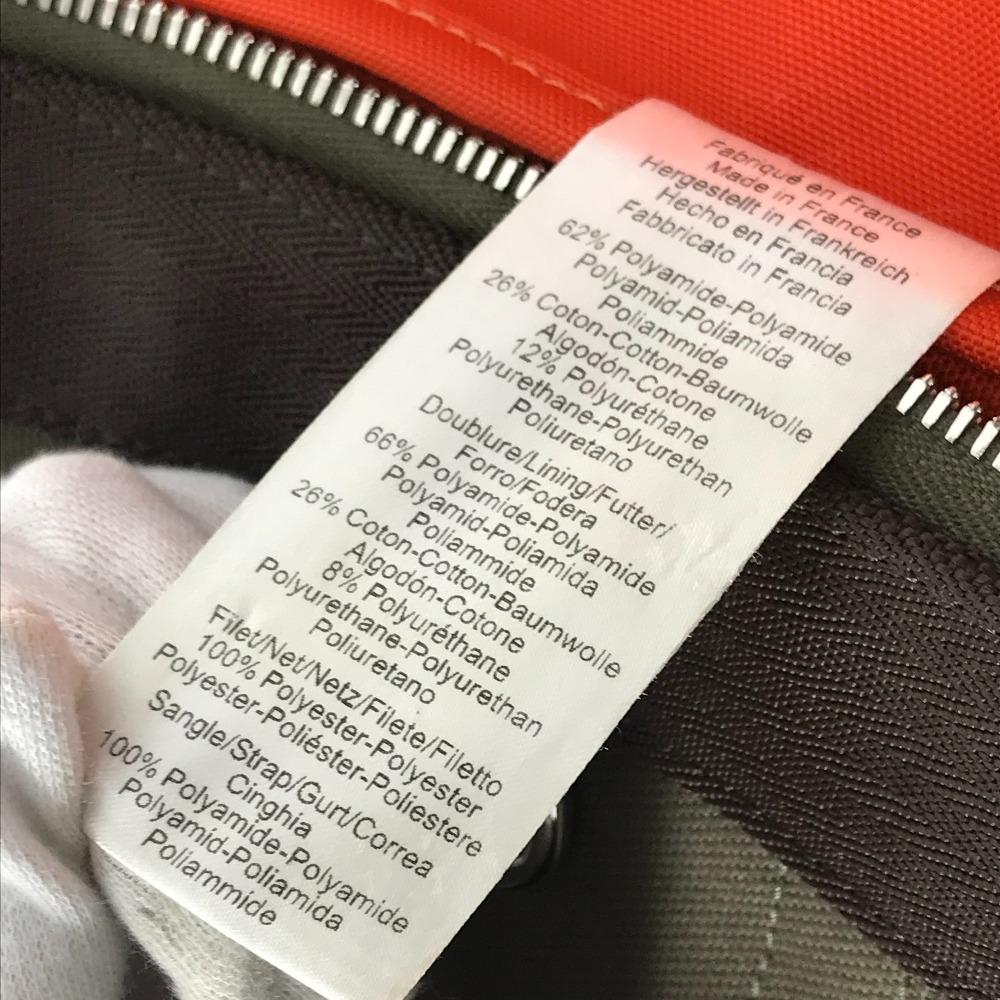 Fabriqué en France
Made in France
Hergestellt in Frankreich
Hecho en Francia
Fabbricato in Francia
62% Polyamide-Polyamide
Polyamid-Poliamida
Poliammide
26% Coton-Cotton-Baumwolle
Algodón-Cotone
12% Polyuréthane
Polyurethane-Polyurethan
Poliuretano
Doublure/Lining/Futter/
Forro/Fodera
66% Polyamide-Polyamide
Polyamid-Poliamida
Poliammide
26% Coton-Cotton-Baumwolle
Algodón-Cotone
8% Polyuréthane
Polyurethane-Polyurethan
Poliuretano
Filet/Net/Netz/Filete/Filetto
100% Polyester-Polyester
Polyester-Poliéster-Poliestere
Sangle/Strap/Gurt/Correa
Cinghia
100% Polyamide-Polyamide
Polyamid-Poliamida
Poliammide